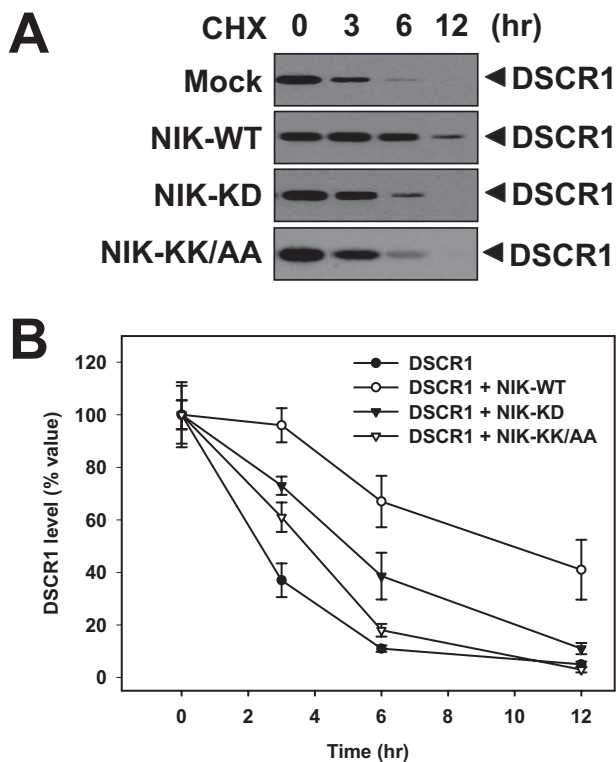 A
CHX 0 3 6 12 (hr)
Mock ◄DSCR1
NIK-WT ◄DSCR1
NIK-KD ◄DSCR1
NIK-KK/AA ◄DSCR1
B
DSCR1
DSCR1 + NIK-WT
DSCR1 + NIK-KD
DSCR1 + NIK-KK/AA
DSCR1 level (% value)
120
100
80
60
40
20
0
0 2 4 6 8 10 12
Time (hr)